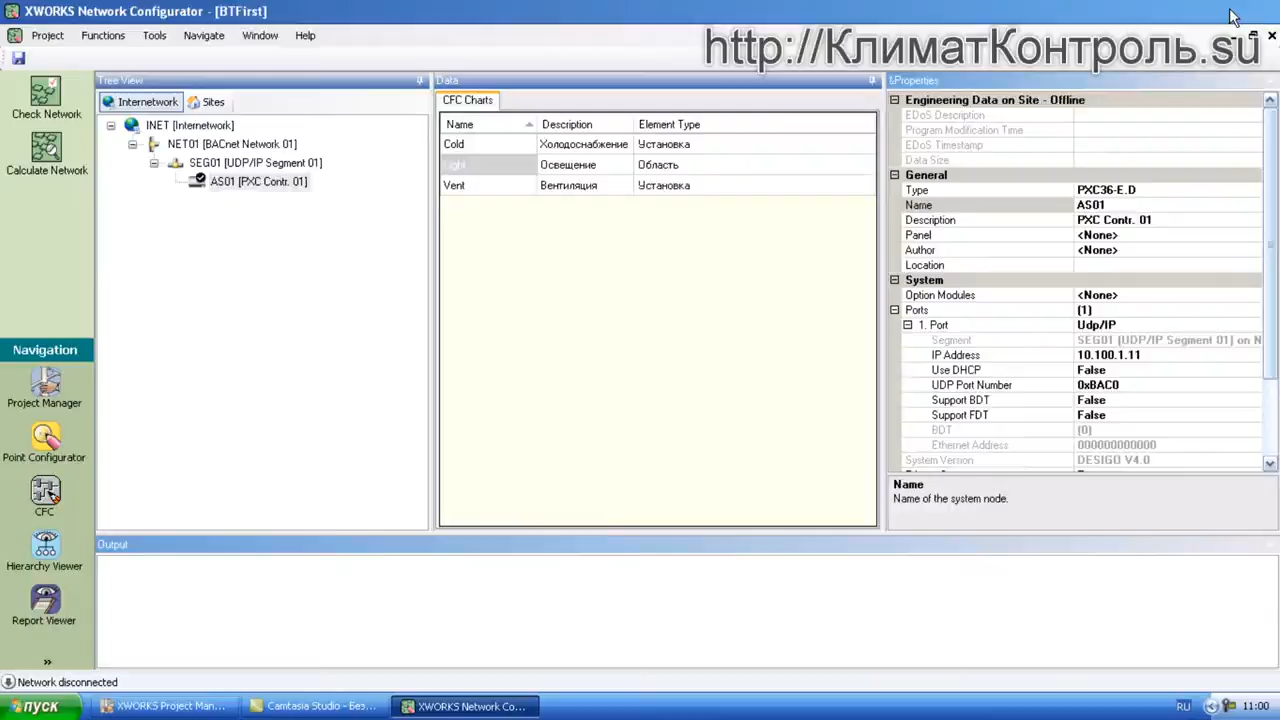 XWORKS Network Configurator - [BTFirst]
Project Functions Tools Navigate Window Help
http://КлиматКонтроль.su
Check Network
Calculate Network
Navigation
Project Manager
Point Configurator
CFC
Hierarchy Viewer
Report Viewer
»
Tree View
Internetwork Sites
INET [Internetwork]
NET01 [BACnet Network 01]
SEG01 [UDP/IP Segment 01]
AS01 [PXC Contr. 01]
Data
CFC Charts
Name Description Element Type
Cold Холодоснабжение Установка
Light Освещение Область
Vent Вентиляция Установка
&Properties
Engineering Data on Site - Offline
EDoS Description
Program Modification Time
EDoS Timestamp
Data Size
General
Type PXC36-E.D
Name AS01
Description PXC Contr. 01
Panel <None>
Author <None>
Location
System
Option Modules <None>
Ports (1)
1. Port Udp/IP
Segment SEG01 [UDP/IP Segment 01] on N
IP Address 10.100.1.11
Use DHCP False
UDP Port Number 0xBAC0
Support BDT False
Support FDT False
BDT (0)
Ethernet Address 000000000000
System Version DESIGO V4.0
Name
Name of the system node.
Output
Network disconnected
пуск XWORKS Project Man... Camtasia Studio - Без... XWORKS Network Co... RU 11:00